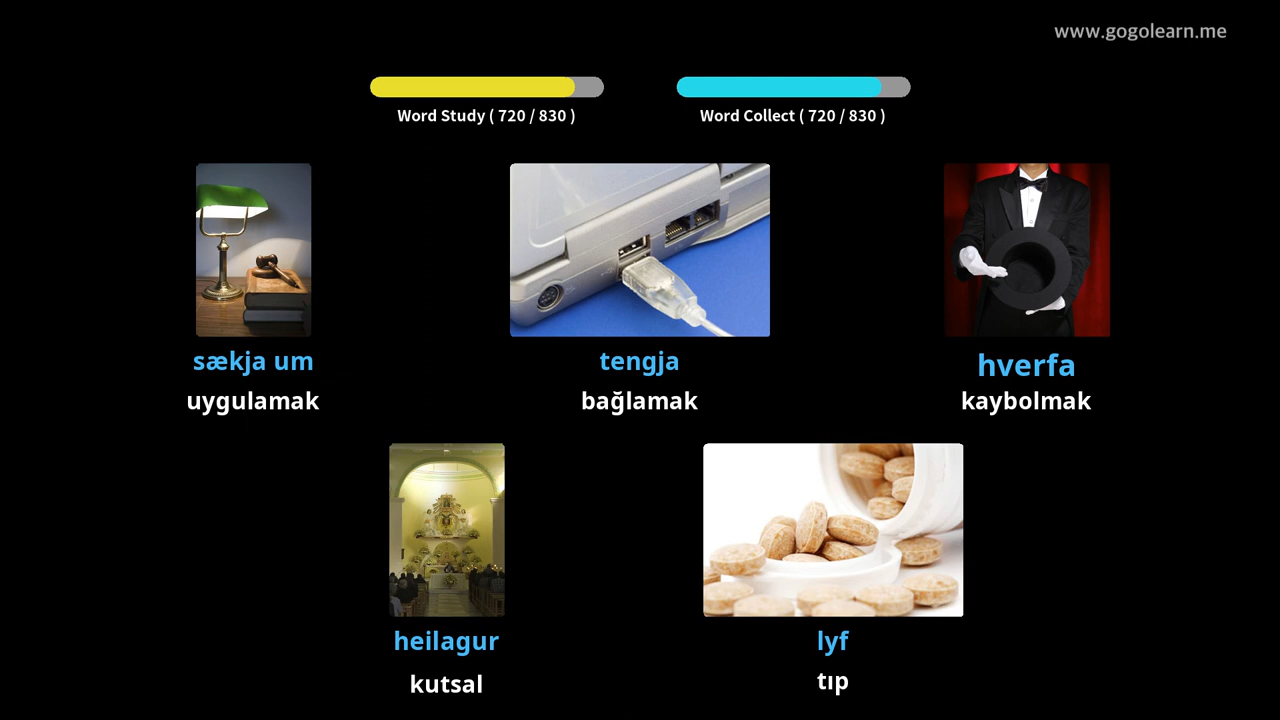 www.gogolearn.me
Word Study ( 720 / 830 )
Word Collect ( 720 / 830 )
sækja um
uygulamak
tengja
bağlamak
hverfa
kaybolmak
heilagur
kutsal
lyf
tıp